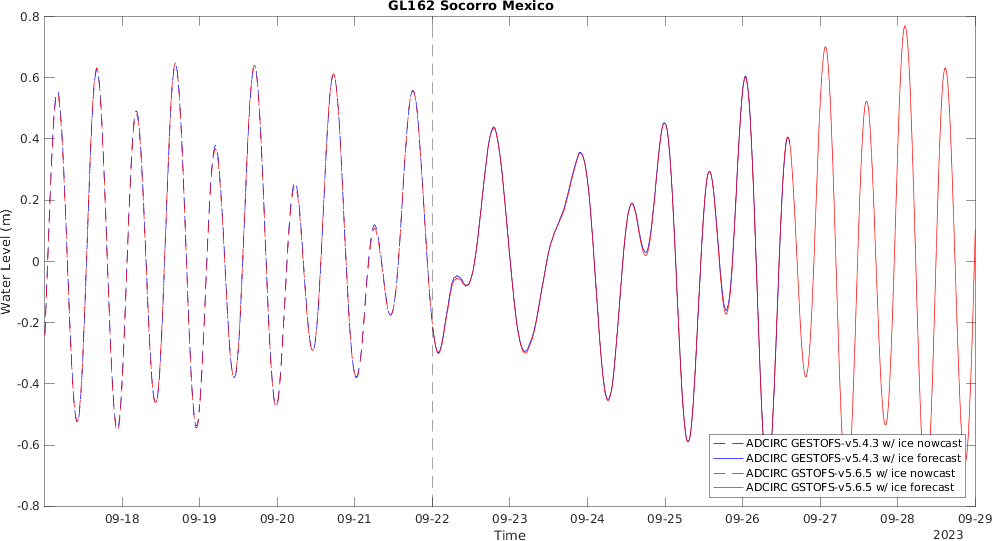 GL162 Socorro Mexico
0.8
0.6
0.4
0.2
0
-0.2
-0.4
-0.6
-0.8
Water Level (m)
ADCIRC GESTOFS-v5.4.3 w/ ice nowcast
ADCIRC GESTOFS-v5.4.3 w/ ice forecast
ADCIRC GSTOFS-v5.6.5 w/ ice nowcast
ADCIRC GSTOFS-v5.6.5 w/ ice forecast
09-18 09-19 09-20 09-21 09-22 09-23 09-24 09-25 09-26 09-27 09-28 09-29
Time
2023